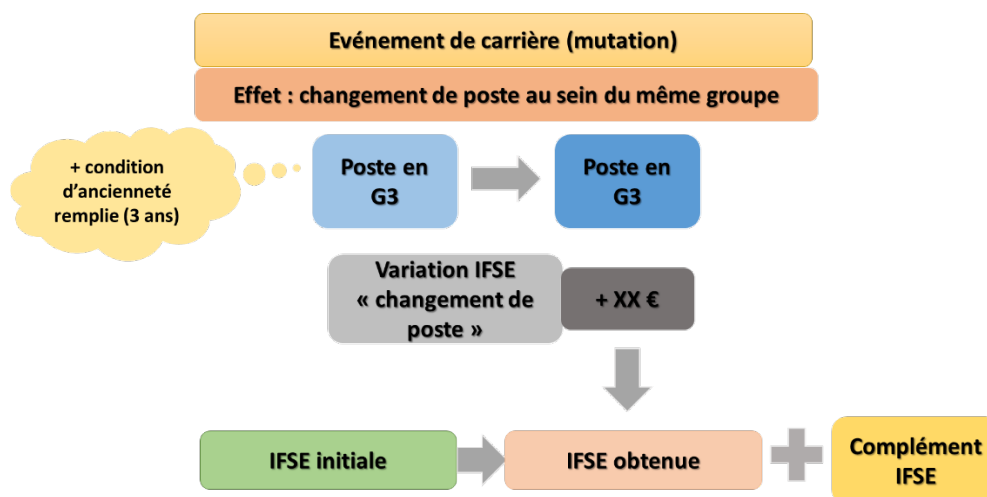 Evénement de carrière (mutation)
Effet : changement de poste au sein du même groupe
+ condition
d’ancienneté
remplie (3 ans)
Poste en
G3
Poste en
G3
Variation IFSE
« changement de
poste »
+ XX €
IFSE initiale
IFSE obtenue
Complément
IFSE